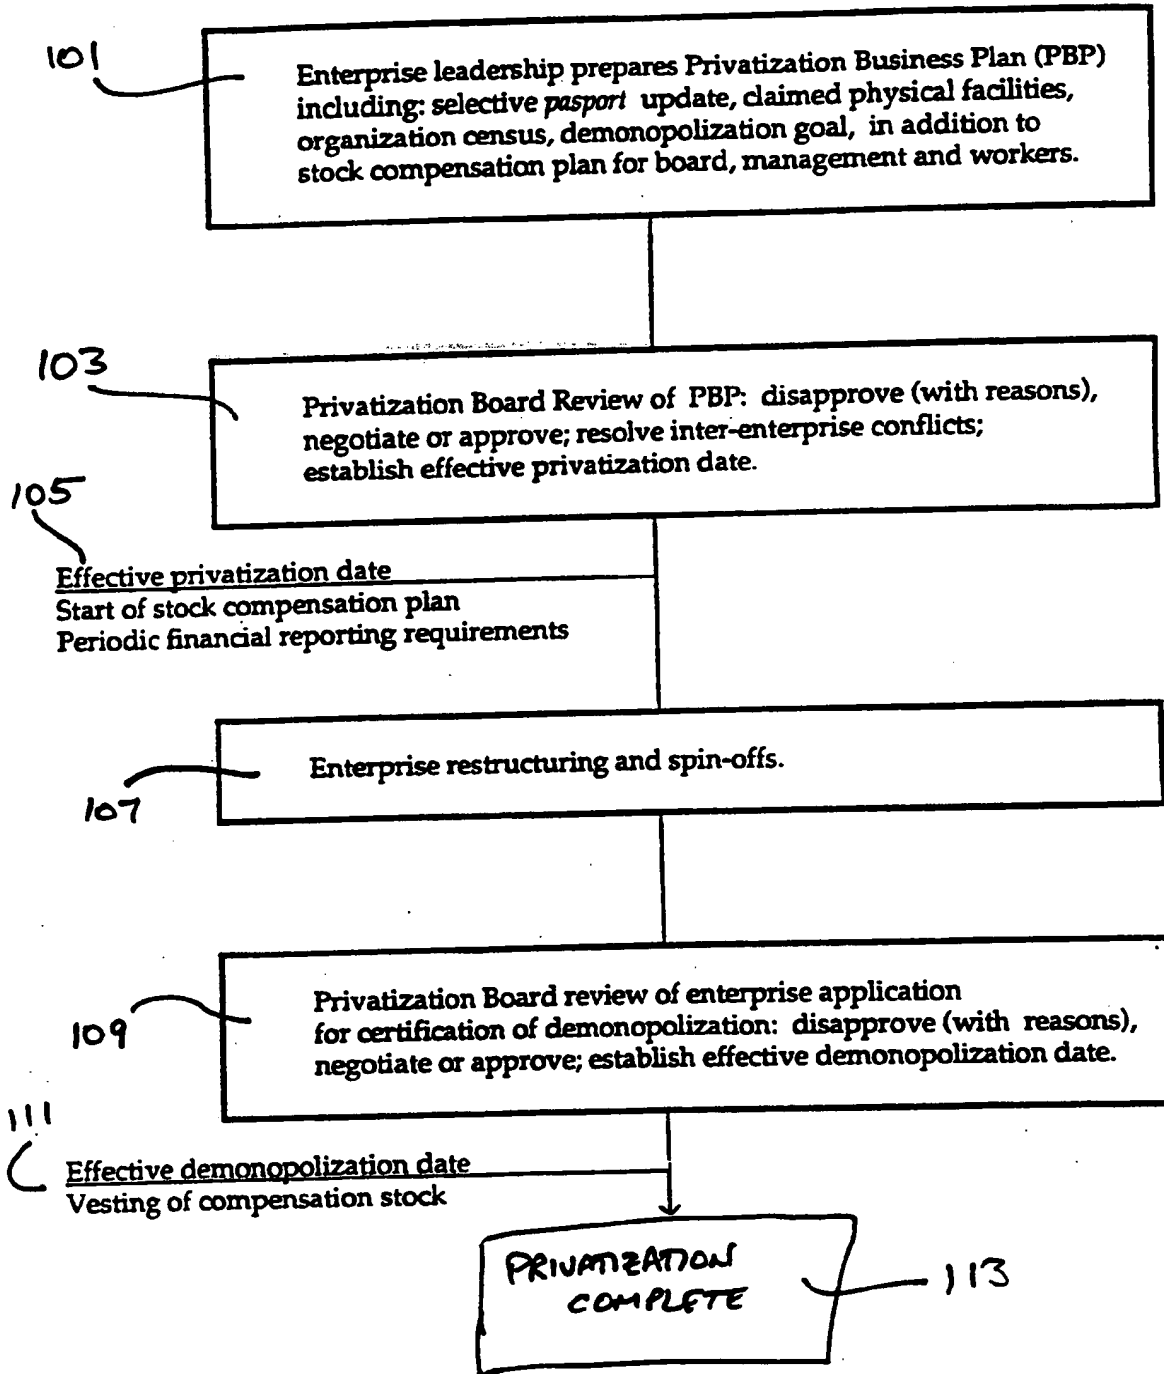 101
Enterprise leadership prepares Privatization Business Plan (PBP)
including: selective pasport update, claimed physical facilities,
organization census, demonopolization goal, in addition to
stock compensation plan for board, management and workers.
103
Privatization Board Review of PBP: disapprove (with reasons),
negotiate or approve; resolve inter-enterprise conflicts;
establish effective privatization date.
105
Effective privatization date
Start of stock compensation plan
Periodic financial reporting requirements
Enterprise restructuring and spin-offs.
107
Privatization Board review of enterprise application
for certification of demonopolization: disapprove (with reasons),
negotiate or approve; establish effective demonopolization date.
109
111
Effective demonopolization date
Vesting of compensation stock
PRIVATIZATION
COMPLETE
113